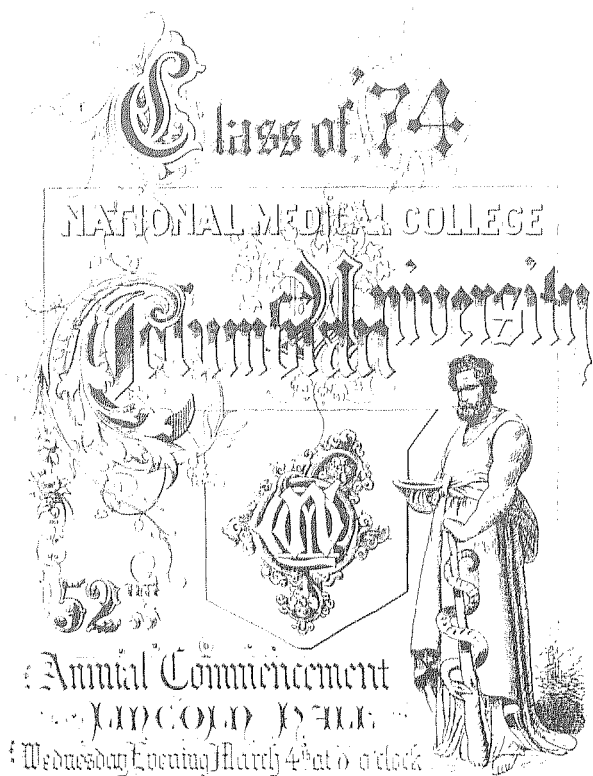 Class of '74
NATIONAL MEDICAL COLLEGE
Columbian University
52nd
Annual Commencement
LINCOLN HALL
Wednesday Evening March 4th at o'clock